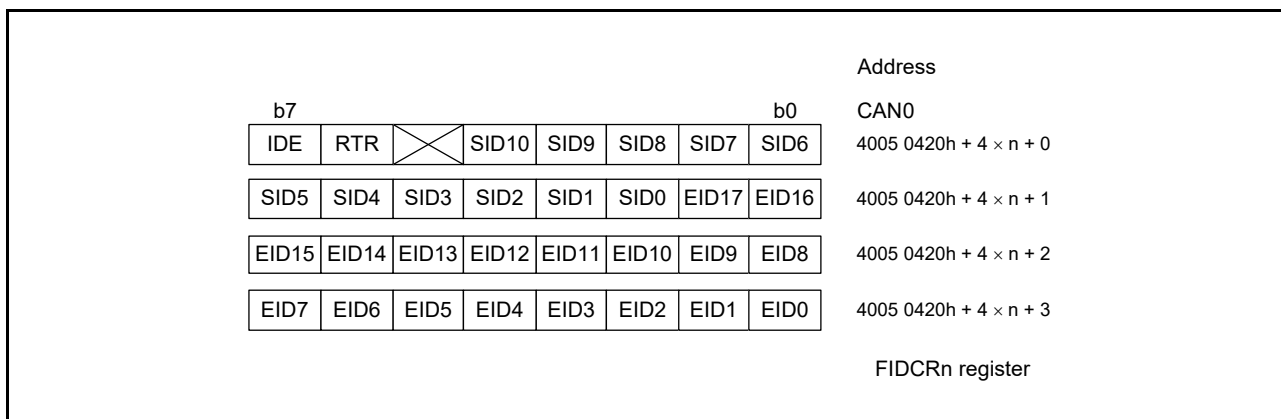 Address
b7 b0 CAN0
IDE RTR SID10 SID9 SID8 SID7 SID6 4005 0420h + 4 × n + 0
SID5 SID4 SID3 SID2 SID1 SID0 EID17 EID16 4005 0420h + 4 × n + 1
EID15 EID14 EID13 EID12 EID11 EID10 EID9 EID8 4005 0420h + 4 × n + 2
EID7 EID6 EID5 EID4 EID3 EID2 EID1 EID0 4005 0420h + 4 × n + 3
FIDCRn register